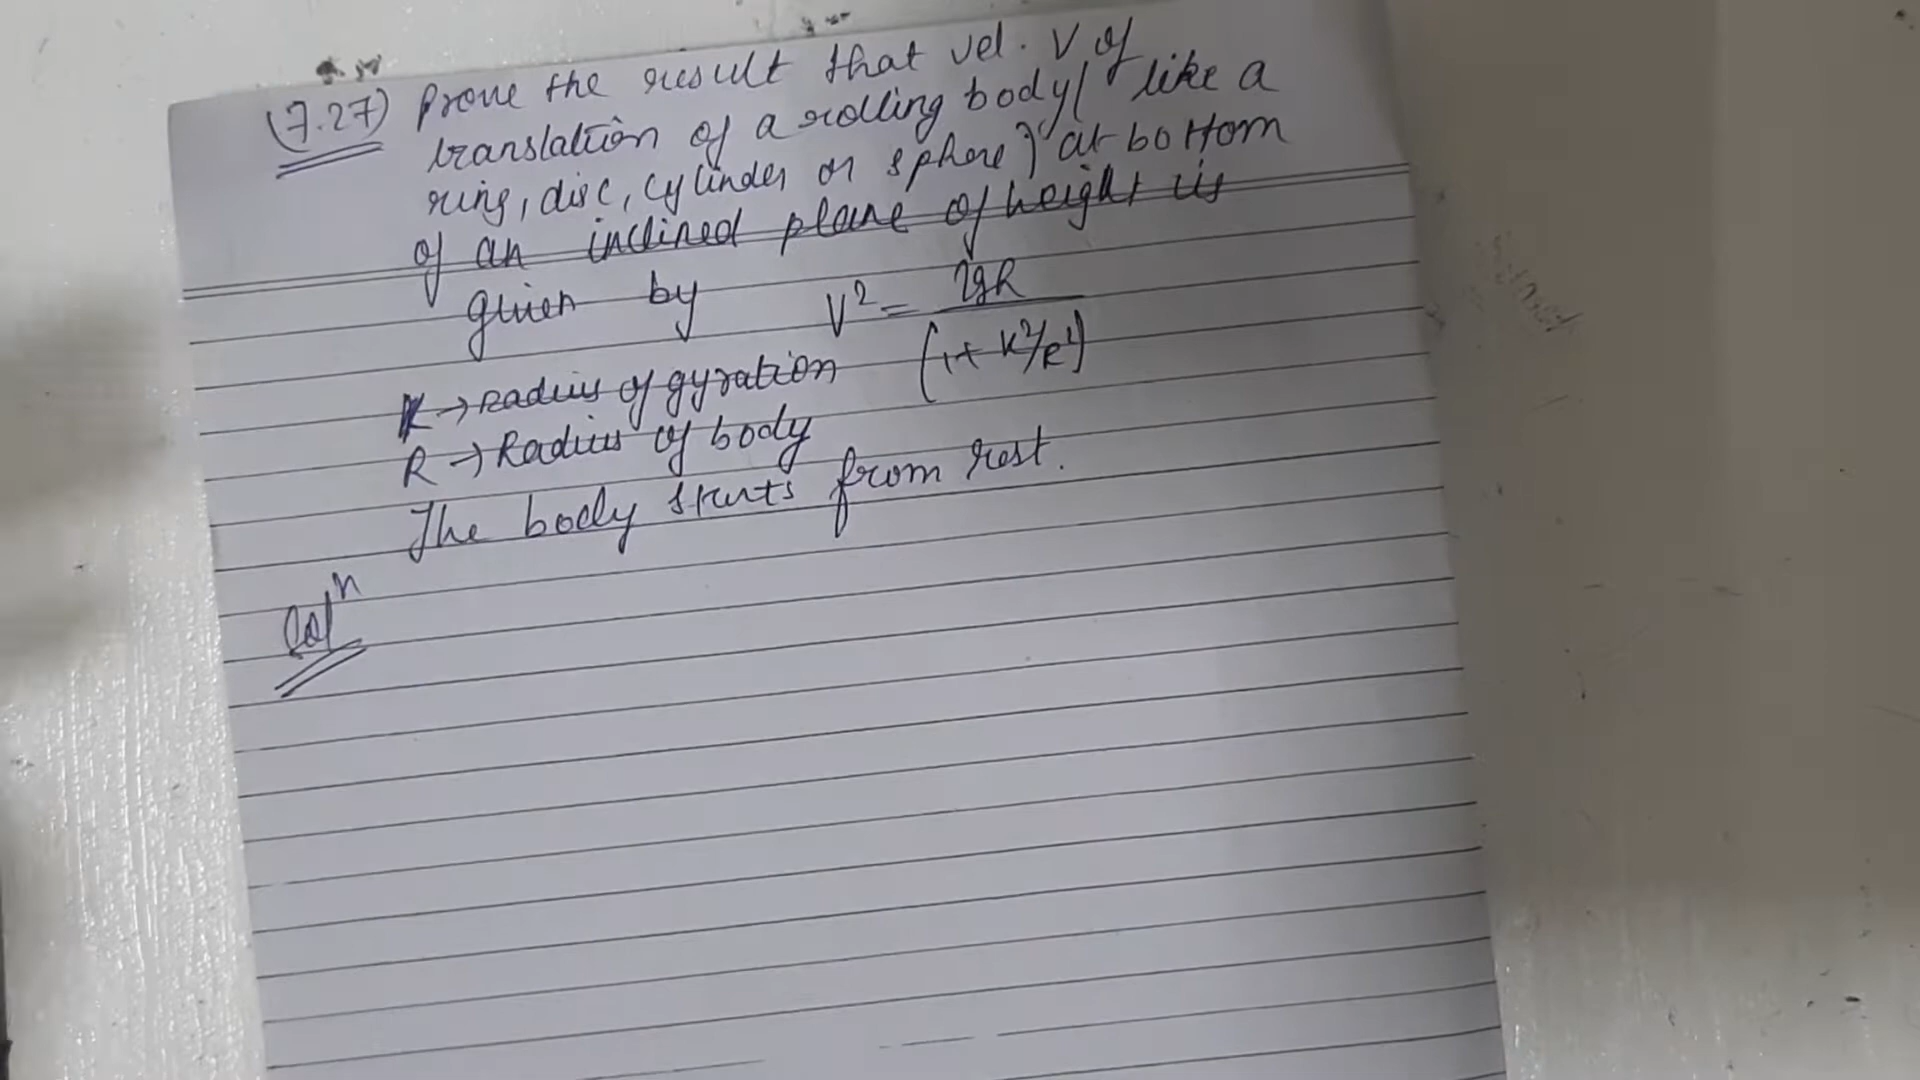 (7.27) Prove the result that vel. V of
translation of a rolling body (like a
ring, disc, cylinder or sphere) at bottom
of an inclined plane of height is
given by V² = 2gh
(1 + K²/R²)
K → radius of gyration
R → Radius of body
The body starts from rest.
Solⁿ